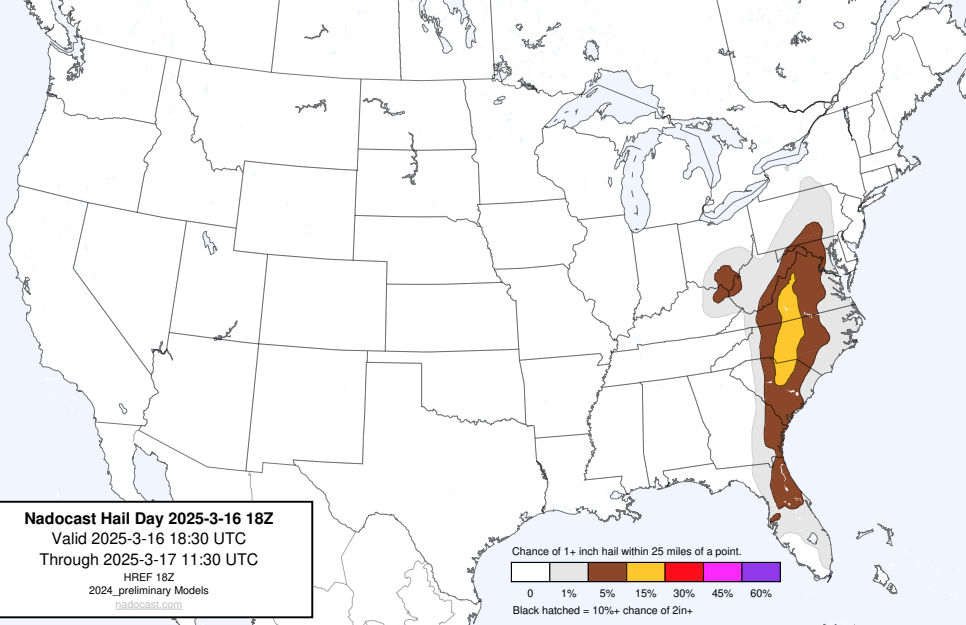 Nadocast Hail Day 2025-3-16 18Z
Valid 2025-3-16 18:30 UTC
Through 2025-3-17 11:30 UTC
HREF 18Z
2024_preliminary Models
nadocast.com
Chance of 1+ inch hail within 25 miles of a point.
0 1% 5% 15% 30% 45% 60%
Black hatched = 10%+ chance of 2in+